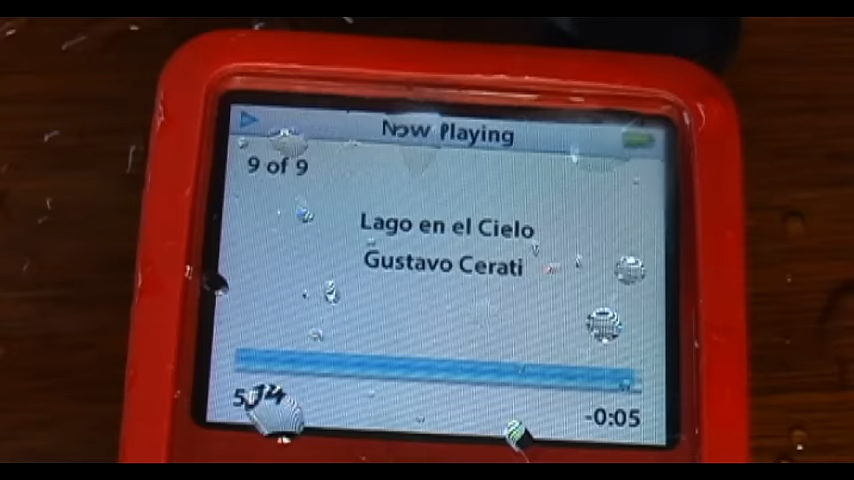 Now Playing
9 of 9
Lago en el Cielo
Gustavo Cerati
-0:05